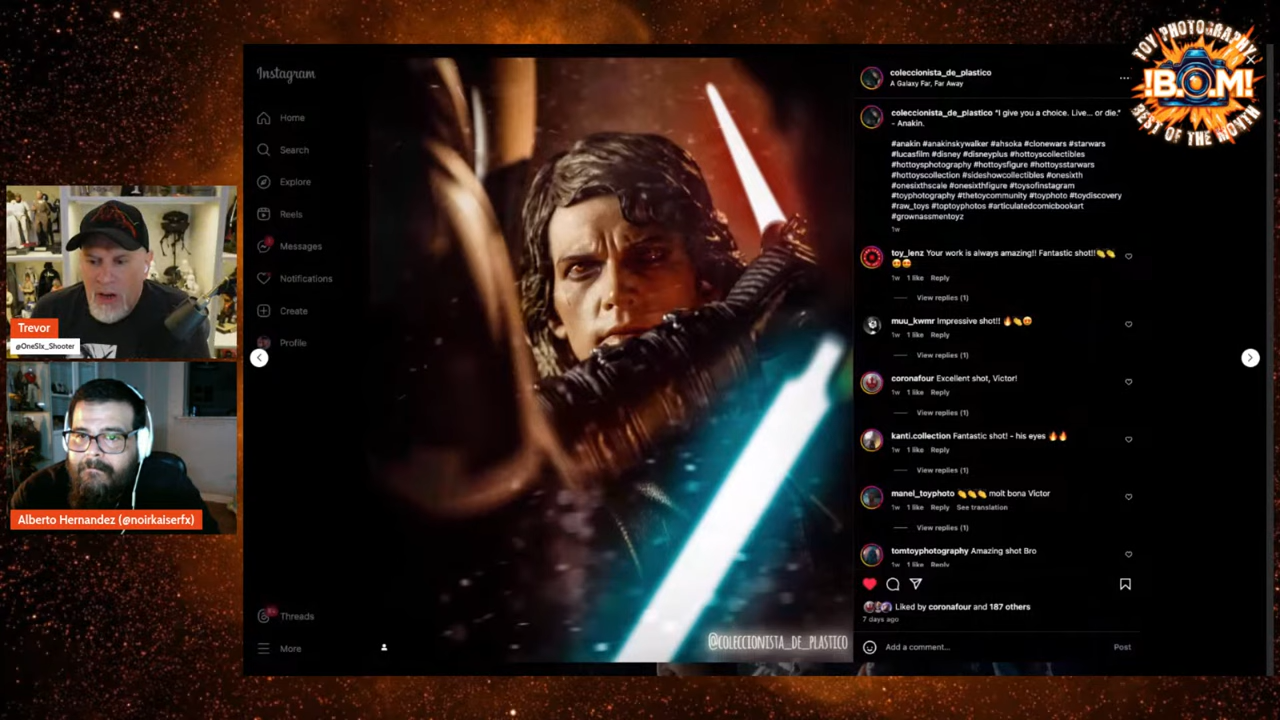 TOY PHOTOGRAPHY
!B.O.M!
BEST OF THE MONTH
Instagram
Home
Search
Explore
Reels
Messages
Notifications
Create
Profile
Threads
More
Trevor
@OneSix_Shooter
Alberto Hernandez (@noirkaiserfx)
@COLECCIONISTA_DE_PLASTICO
coleccionista_de_plastico
A Galaxy Far, Far Away
coleccionista_de_plastico "I give you a choice. Live... or die."
- Anakin.
#anakin #anakinskywalker #ahsoka #clonewars #starwars
#lucasfilm #disney #disneyplus #hottoyscollectibles
#hottoysphotography #hottoysfigure #hottoysstarwars
#hottoyscollection #sideshowcollectibles #onesixth
#onesixthscale #onesixthfigure #toysofinstagram
#toyphotography #thetoycommunity #toyphoto #toydiscovery
#raw_toys #toptoyphotos #articulatedcomicbookart
#grownassmentoyz
1w
toy_lenz Your work is always amazing!! Fantastic shot!!👏👏
😍😍
1w 1 like Reply
View replies (1)
muu_kwmr Impressive shot!! 🔥👏😍
1w 1 like Reply
View replies (1)
coronafour Excellent shot, Victor!
1w 1 like Reply
View replies (1)
kanti.collection Fantastic shot! - his eyes 🔥🔥
1w 1 like Reply
View replies (1)
manel_toyphoto 👏👏👏 molt bona Victor
1w 1 like Reply See translation
View replies (1)
tomtoyphotography Amazing shot Bro
1w 1 like Reply
Liked by coronafour and 187 others
7 days ago
Add a comment...
Post